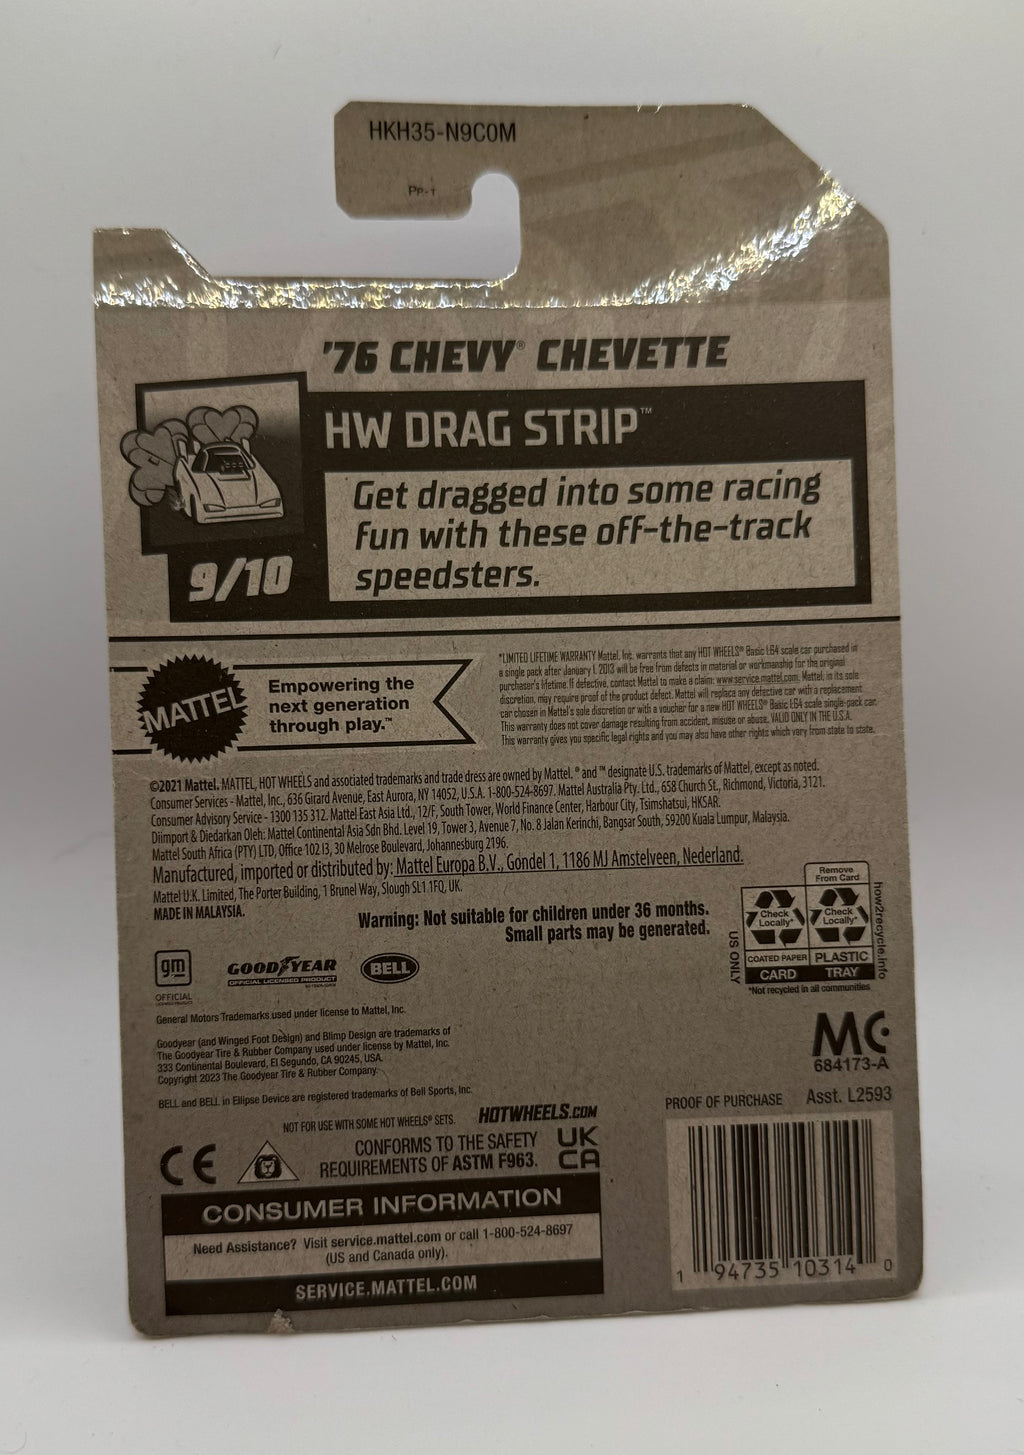 HKH35-N9C0M
PP-1
'76 CHEVY® CHEVETTE
HW DRAG STRIP™
Get dragged into some racing
fun with these off-the-track
speedsters.
9/10
MATTEL
Empowering the
next generation
through play.™
*LIMITED LIFETIME WARRANTY Mattel, Inc. warrants that any HOT WHEELS® Basic 1:64 scale car purchased in
a single pack after January 1, 2013 will be free from defects in material or workmanship for the original
purchaser's lifetime. If defective, contact Mattel to make a claim: www.service.mattel.com. Mattel, in its sole
discretion, may require proof of the product defect. Mattel will replace any defective car with a replacement
car chosen in Mattel's sole discretion or with a voucher for a new HOT WHEELS® Basic 1:64 scale single-pack car.
This warranty does not cover damage resulting from accident, misuse or abuse. VALID ONLY IN THE U.S.A.
This warranty gives you specific legal rights and you may also have other rights which vary from state to state.
©2021 Mattel. MATTEL, HOT WHEELS and associated trademarks and trade dress are owned by Mattel. ® and ™ designate U.S. trademarks of Mattel, except as noted.
Consumer Services - Mattel, Inc., 636 Girard Avenue, East Aurora, NY 14052, U.S.A. 1-800-524-8697. Mattel Australia Pty. Ltd., 658 Church St., Richmond, Victoria, 3121.
Consumer Advisory Service - 1300 135 312. Mattel East Asia Ltd., 12/F, South Tower, World Finance Center, Harbour City, Tsimshatsui, HKSAR.
Diimport & Diedarkan Oleh: Mattel Continental Asia Sdn Bhd. Level 19, Tower 3, Avenue 7, No. 8 Jalan Kerinchi, Bangsar South, 59200 Kuala Lumpur, Malaysia.
Mattel South Africa (PTY) LTD, Office 102 I3, 30 Melrose Boulevard, Johannesburg 2196.
Manufactured, imported or distributed by: Mattel Europa B.V., Gondel 1, 1186 MJ Amstelveen, Nederland.
Mattel U.K. Limited, The Porter Building, 1 Brunel Way, Slough SL1 1FQ, UK.
MADE IN MALAYSIA.
Warning: Not suitable for children under 36 months.
Small parts may be generated.
US ONLY
Remove
From Card
Check
Locally*
Check
Locally*
COATED PAPER
PLASTIC
CARD
TRAY
*Not recycled in all communities
how2recycle.info
gm
OFFICIAL
LICENSED PRODUCT
GOODYEAR
OFFICIAL LICENSED PRODUCT
BELL
General Motors Trademarks used under license to Mattel, Inc.
Goodyear (and Winged Foot Design) and Blimp Design are trademarks of
The Goodyear Tire & Rubber Company used under license by Mattel, Inc.
333 Continental Boulevard, El Segundo, CA 90245, USA.
Copyright 2023 The Goodyear Tire & Rubber Company.
BELL and BELL in Ellipse Device are registered trademarks of Bell Sports, Inc.
MC
684173-A
NOT FOR USE WITH SOME HOT WHEELS® SETS.
HOTWHEELS.COM
CE
CONFORMS TO THE SAFETY
REQUIREMENTS OF ASTM F963.
UK
CA
PROOF OF PURCHASE
Asst. L2593
CONSUMER INFORMATION
Need Assistance? Visit service.mattel.com or call 1-800-524-8697
(US and Canada only).
SERVICE.MATTEL.COM
1 94735 10314 0